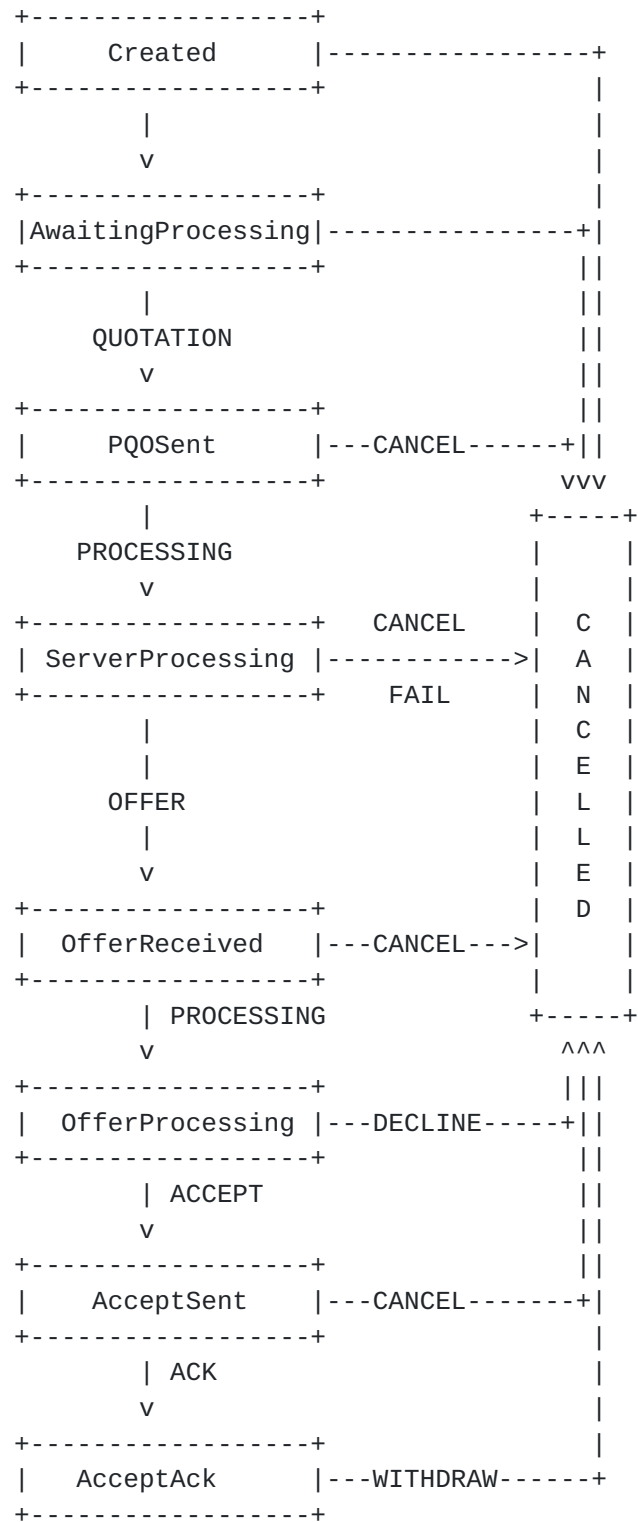 Created
AwaitingProcessing
QUOTATION
PQOSent
CANCEL
PROCESSING
CANCEL
ServerProcessing
FAIL
OFFER
OfferReceived
CANCEL
CANCELLED
PROCESSING
OfferProcessing
DECLINE
ACCEPT
AcceptSent
CANCEL
ACK
AcceptAck
WITHDRAW